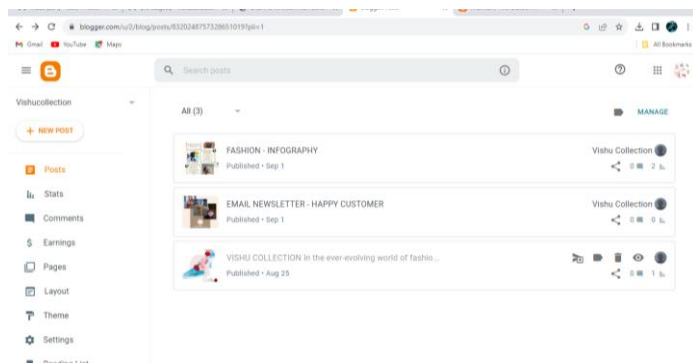 blogger.com/u/2/blog/posts/8320248757328651019?pli=1
Gmail YouTube Maps
All Bookmarks
Search posts
Vishucollection
All (3)
MANAGE
+ NEW POST
FASHION - INFOGRAPHY
Vishu Collection
Published • Sep 1
0 2
Posts
Stats
EMAIL NEWSLETTER - HAPPY CUSTOMER
Vishu Collection
Published • Sep 1
0 0
Comments
Earnings
VISHU COLLECTION In the ever-evolving world of fashio...
Published • Aug 25
0 1
Pages
Layout
Theme
Settings
Reading List